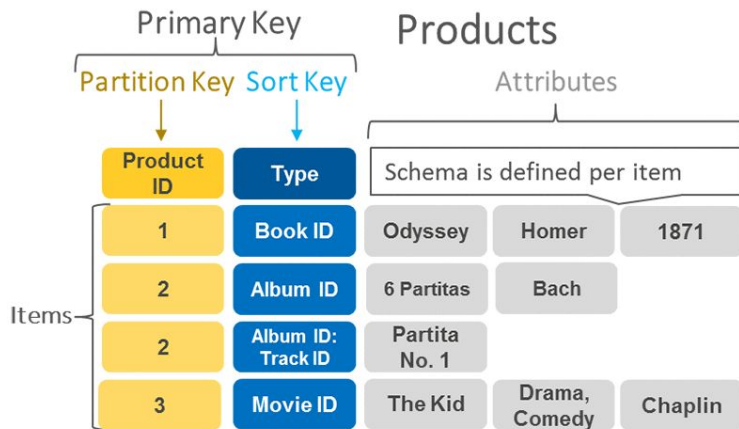 Primary Key
Products
Partition Key
Sort Key
Attributes
Product
ID
Type
Schema is defined per item
Items
1
Book ID
Odyssey
Homer
1871
2
Album ID
6 Partitas
Bach
2
Album ID:
Track ID
Partita
No. 1
3
Movie ID
The Kid
Drama,
Comedy
Chaplin